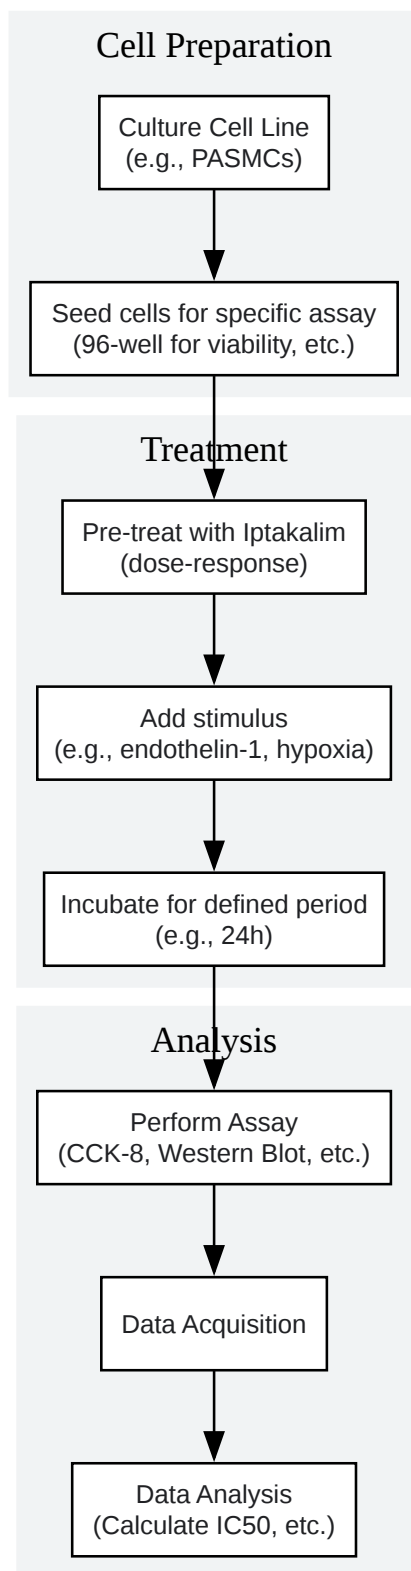 Cell Preparation
Culture Cell Line
(e.g., PASMCs)
Seed cells for specific assay
(96-well for viability, etc.)
Treatment
Pre-treat with Iptakalim
(dose-response)
Add stimulus
(e.g., endothelin-1, hypoxia)
Incubate for defined period
(e.g., 24h)
Analysis
Perform Assay
(CCK-8, Western Blot, etc.)
Data Acquisition
Data Analysis
(Calculate IC50, etc.)